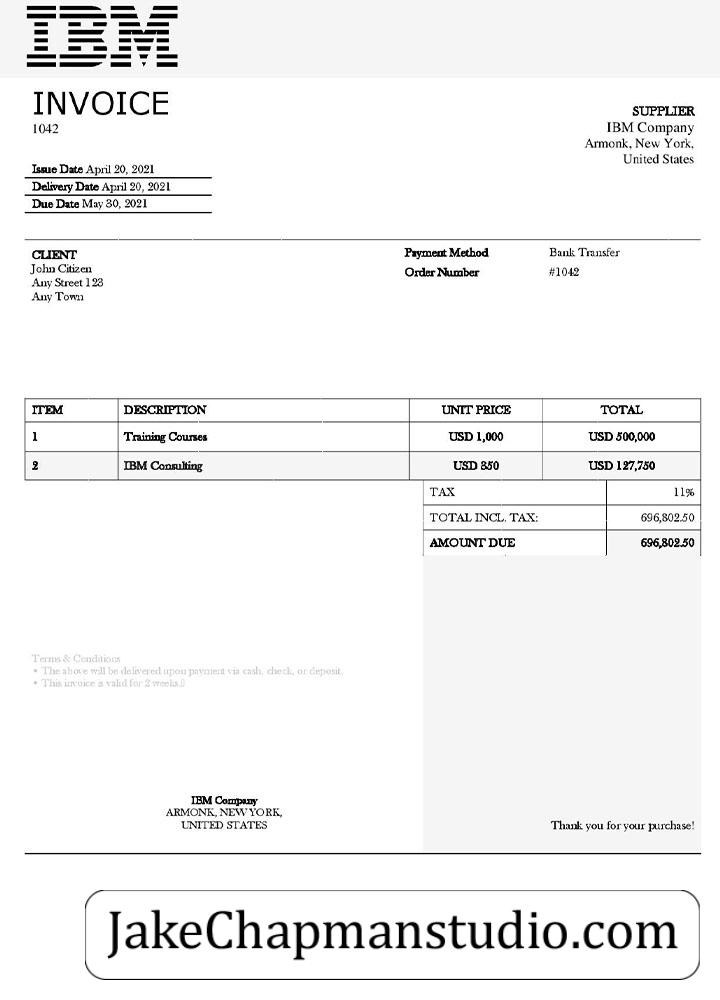 IBM
INVOICE
1042
SUPPLIER
IBM Company
Armonk, New York,
United States
Issue Date April 20, 2021
Delivery Date April 20, 2021
Due Date May 30, 2021
CLIENT
John Citizen
Any Street 123
Any Town
Payment Method Bank Transfer
Order Number #1042
ITEM DESCRIPTION UNIT PRICE TOTAL
1 Training Courses USD 1,000 USD 500,000
2 IBM Consulting USD 850 USD 127,750
TAX 11%
TOTAL INCL. TAX: 696,802.50
AMOUNT DUE 696,802.50
Terms & Conditions
• The above will be delivered upon payment via cash, check, or deposit.
• This invoice is valid for 2 weeks.
IBM Company
ARMONK, NEW YORK,
UNITED STATES
Thank you for your purchase!
JakeChapmanstudio.com